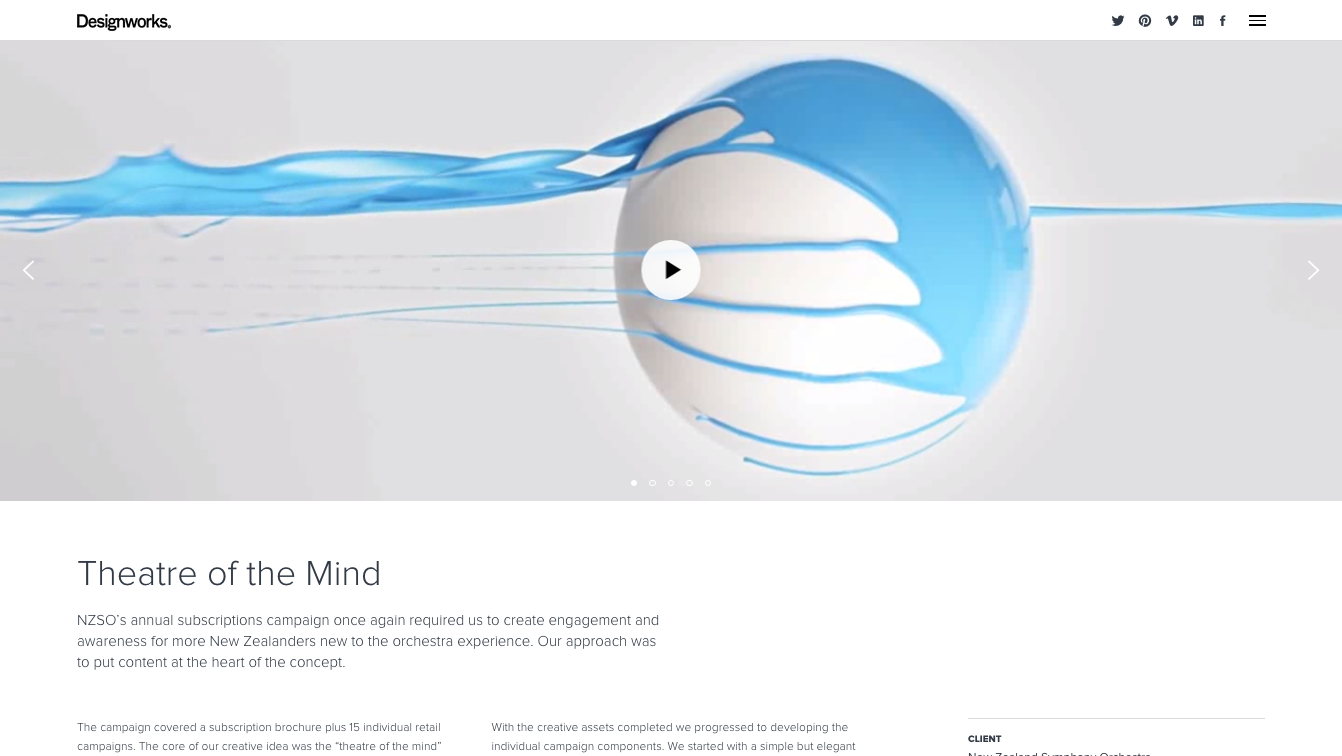 Designworks.
Theatre of the Mind
NZSO's annual subscriptions campaign once again required us to create engagement and
awareness for more New Zealanders new to the orchestra experience. Our approach was
to put content at the heart of the concept.
The campaign covered a subscription brochure plus 15 individual retail
campaigns. The core of our creative idea was the “theatre of the mind”
With the creative assets completed we progressed to developing the
individual campaign components. We started with a simple but elegant
CLIENT
New Zealand Symphony Orchestra